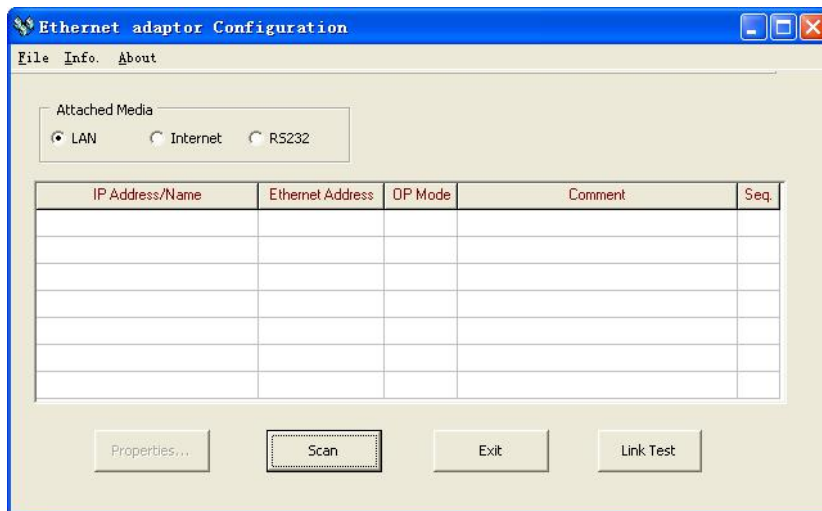 Ethernet adaptor Configuration
File Info. About
Attached Media
LAN Internet RS232
IP Address/Name Ethernet Address OP Mode Comment Seq.
Properties... Scan Exit Link Test